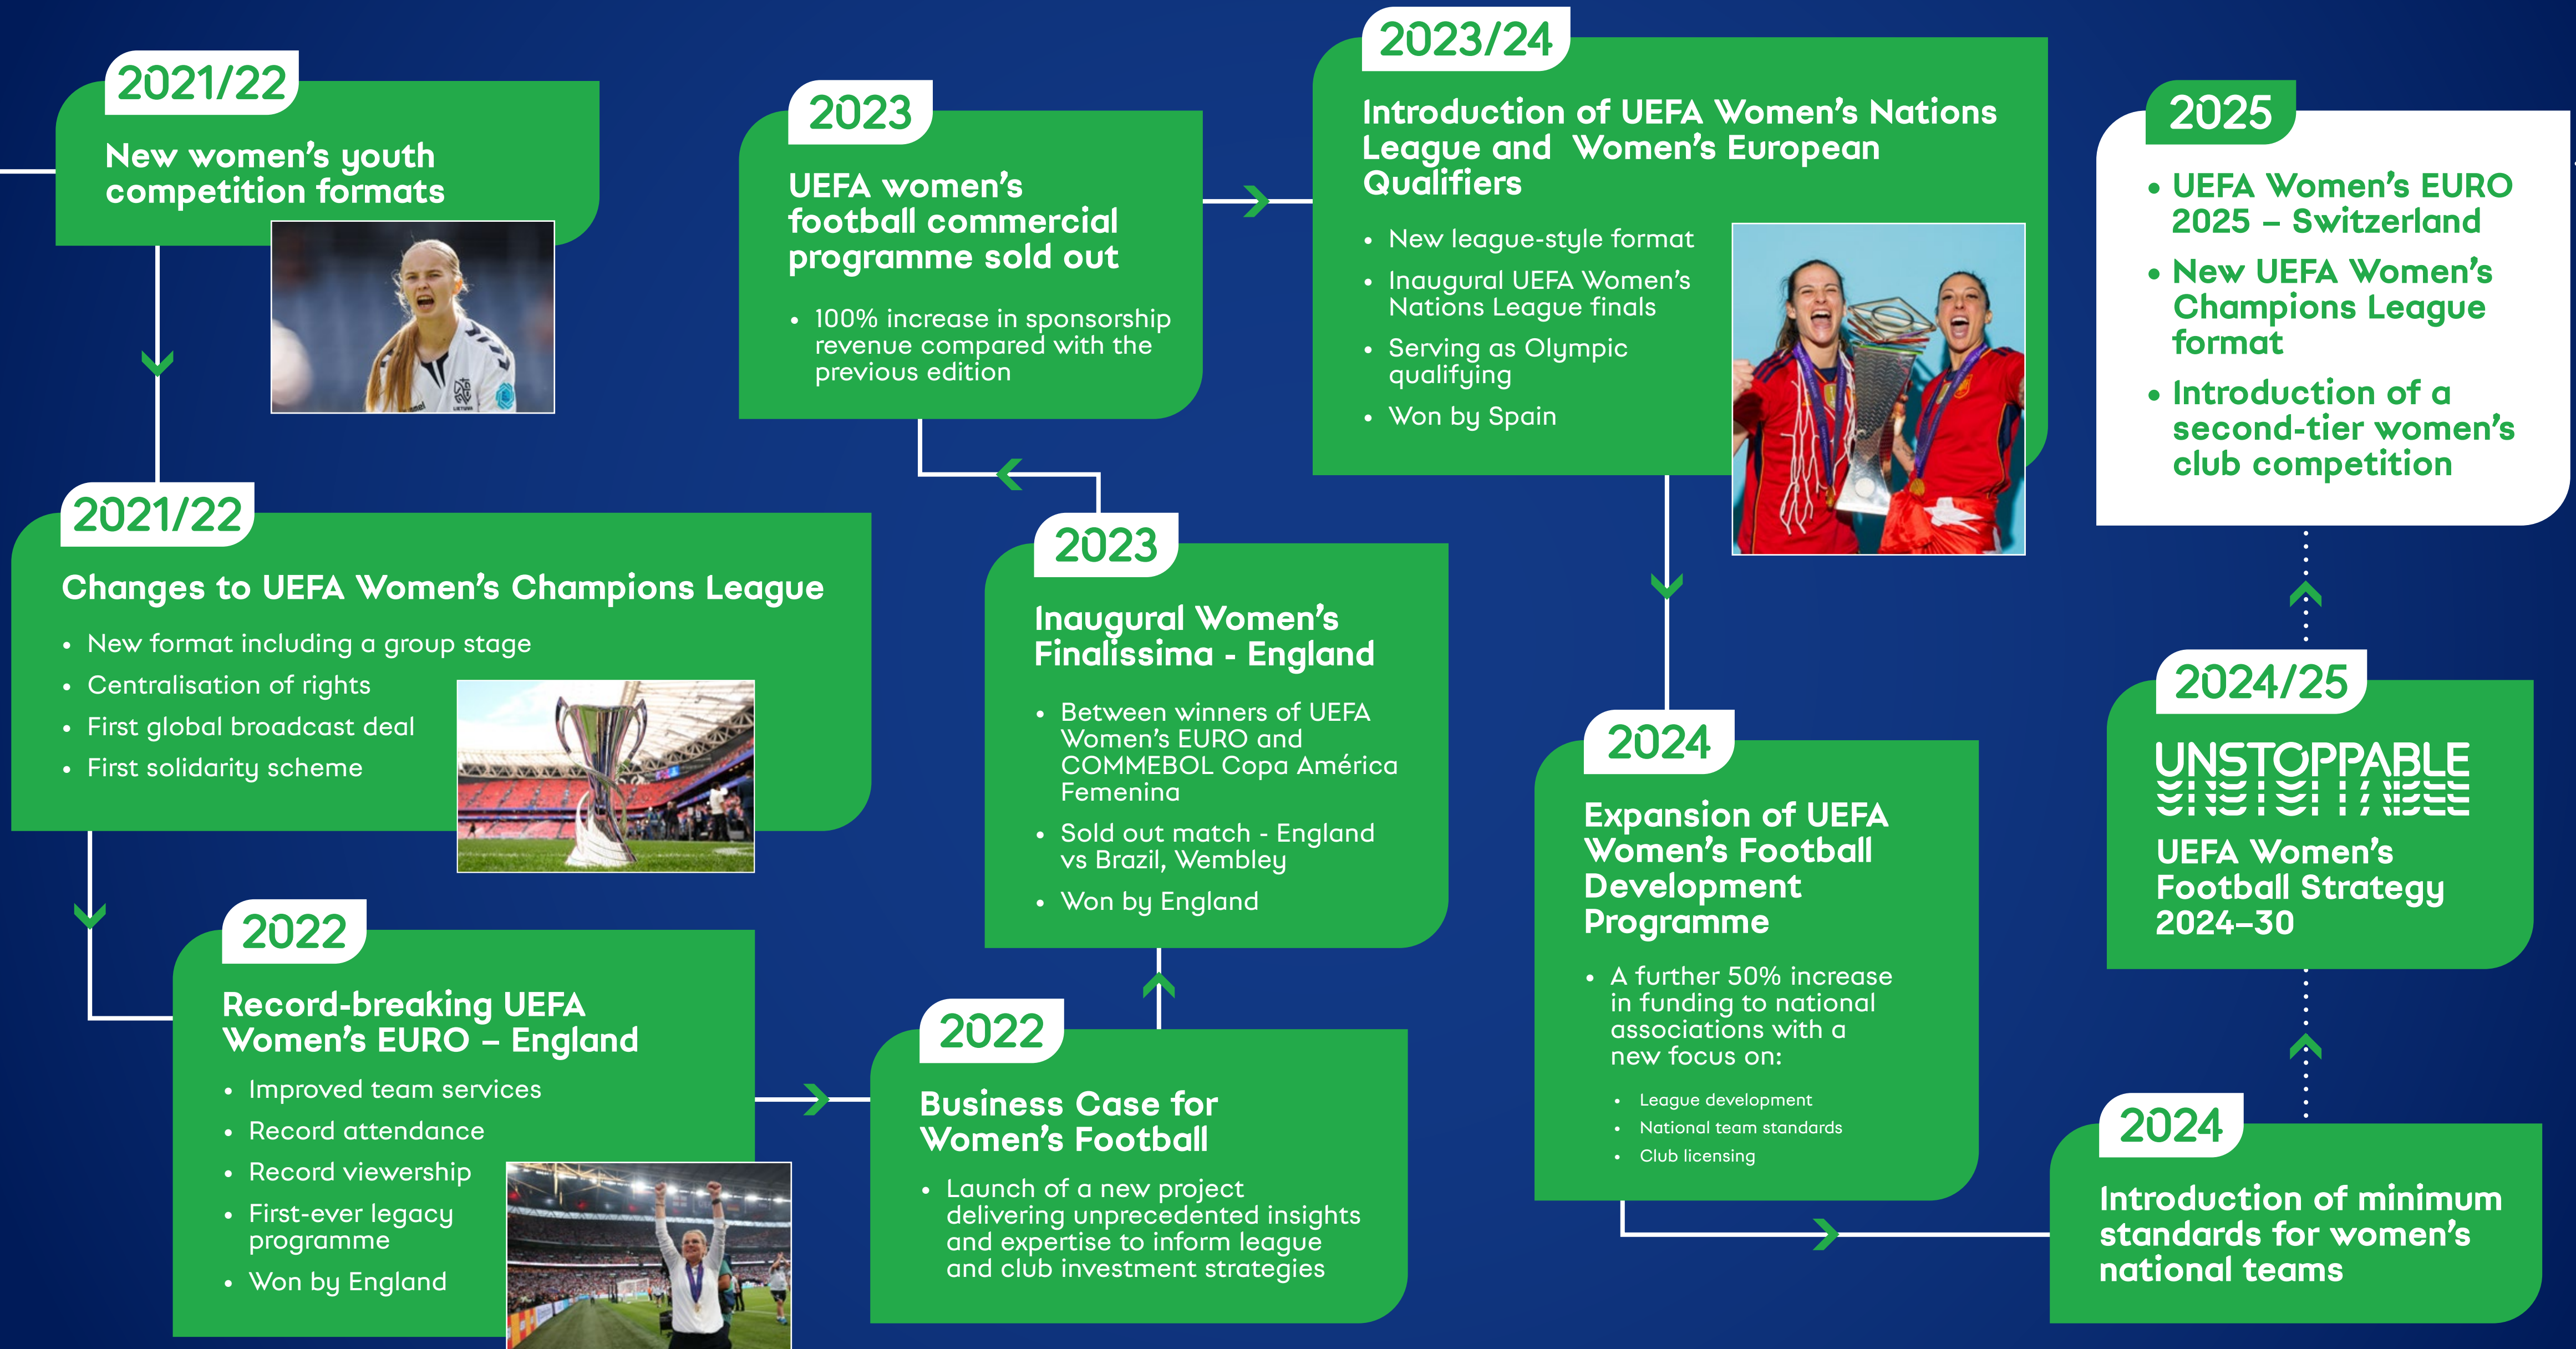 2021/22
New women's youth
competition formats
2021/22
Changes to UEFA Women's Champions League
• New format including a group stage
• Centralisation of rights
• First global broadcast deal
• First solidarity scheme
2022
Record-breaking UEFA
Women's EURO – England
• Improved team services
• Record attendance
• Record viewership
• First-ever legacy
programme
• Won by England
2022
Business Case for
Women's Football
• Launch of a new project
delivering unprecedented insights
and expertise to inform league
and club investment strategies
2023
Inaugural Women's
Finalissima - England
• Between winners of UEFA
Women's EURO and
COMMEBOL Copa América
Femenina
• Sold out match - England
vs Brazil, Wembley
• Won by England
2023
UEFA women's
football commercial
programme sold out
• 100% increase in sponsorship
revenue compared with the
previous edition
2023/24
Introduction of UEFA Women's Nations
League and Women's European
Qualifiers
• New league-style format
• Inaugural UEFA Women's
Nations League finals
• Serving as Olympic
qualifying
• Won by Spain
2024
Expansion of UEFA
Women's Football
Development
Programme
• A further 50% increase
in funding to national
associations with a
new focus on:
• League development
• National team standards
• Club licensing
2024
Introduction of minimum
standards for women's
national teams
2024/25
UNSTOPPABLE
UEFA Women's
Football Strategy
2024–30
2025
• UEFA Women's EURO
2025 – Switzerland
• New UEFA Women's
Champions League
format
• Introduction of a
second-tier women's
club competition